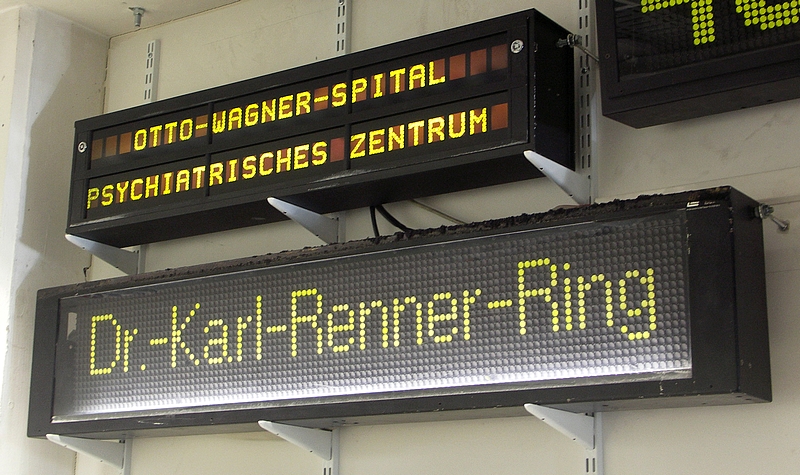 OTTO-WAGNER-SPITAL
PSYCHIATRISCHES ZENTRUM
Dr.-Karl-Renner-Ring